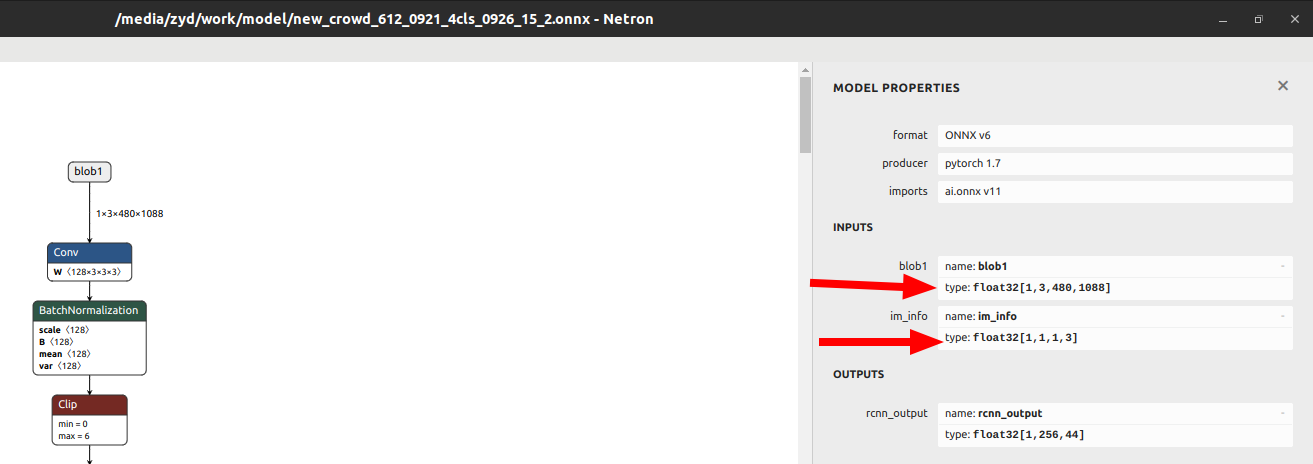 /media/zyd/work/model/new_crowd_612_0921_4cls_0926_15_2.onnx - Netron
blob1
1×3×480×1088
Conv
W〈128×3×3×3〉
BatchNormalization
scale〈128〉
B〈128〉
mean〈128〉
var〈128〉
Clip
min = 0
max = 6
MODEL PROPERTIES
format ONNX v6
producer pytorch 1.7
imports ai.onnx v11
INPUTS
blob1 name: blob1 -
type: float32[1,3,480,1088]
im_info name: im_info -
type: float32[1,1,1,3]
OUTPUTS
rcnn_output name: rcnn_output -
type: float32[1,256,44]